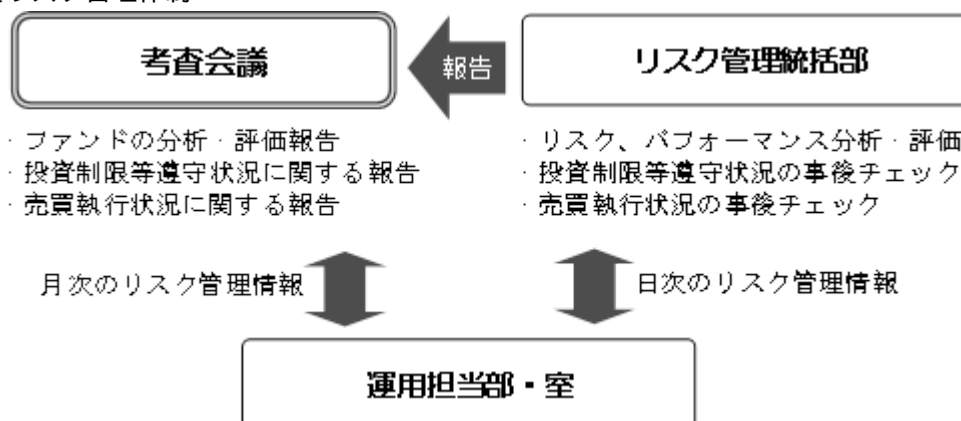 考査会議
報告
リスク管理統括部
・ファンドの分析・評価報告
・投資制限等遵守状況に関する報告
・売買執行状況に関する報告
・リスク、パフォーマンス分析・評価
・投資制限等遵守状況の事後チェック
・売買執行状況の事後チェック
月次のリスク管理情報
日次のリスク管理情報
運用担当部・室